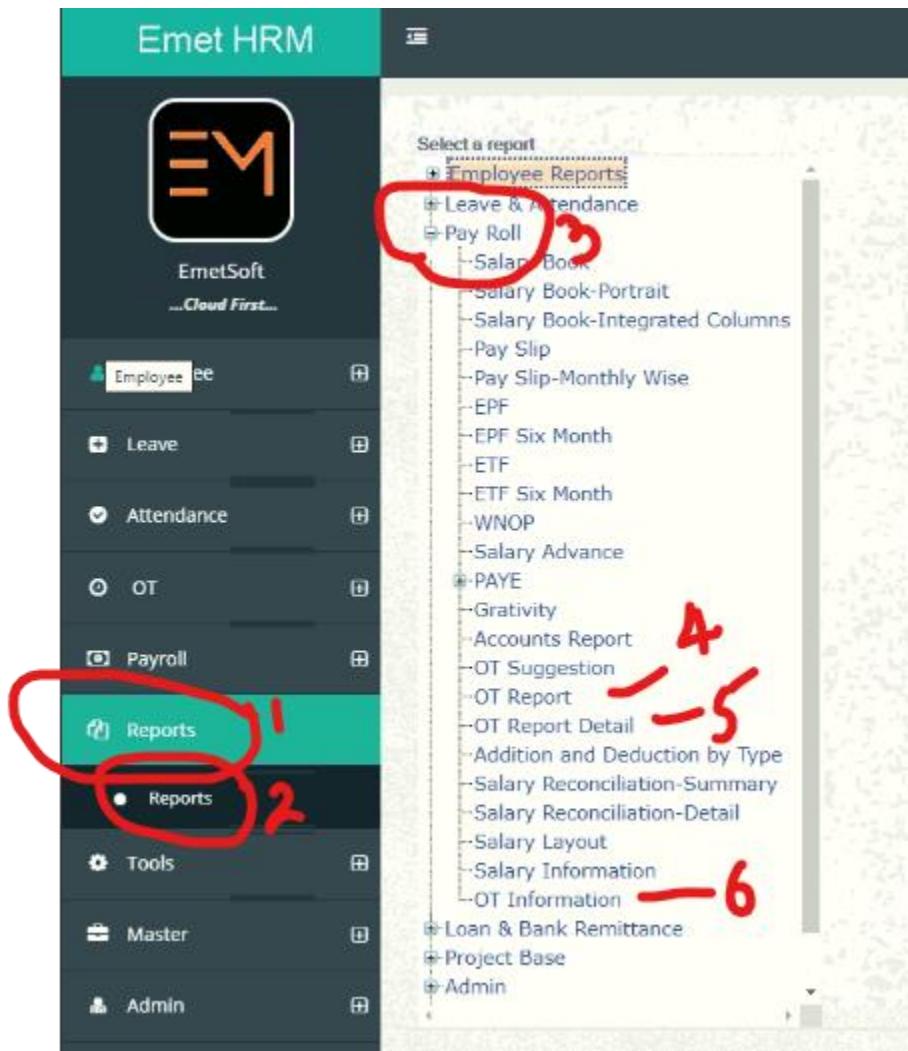 Emet HRM
EM
EmetSoft
...Cloud First...
Employee ee
Leave
Attendance
OT
Payroll
Reports 1
Reports 2
Tools
Master
Admin
Select a report
Employee Reports
Leave & Attendance
Pay Roll 3
Salary Book
Salary Book-Portrait
Salary Book-Integrated Columns
Pay Slip
Pay Slip-Monthly Wise
EPF
EPF Six Month
ETF
ETF Six Month
WNOP
Salary Advance
PAYE
Grativity
Accounts Report
OT Suggestion
OT Report 4
OT Report Detail 5
Addition and Deduction by Type
Salary Reconciliation-Summary
Salary Reconciliation-Detail
Salary Layout
Salary Information
OT Information 6
Loan & Bank Remittance
Project Base
Admin